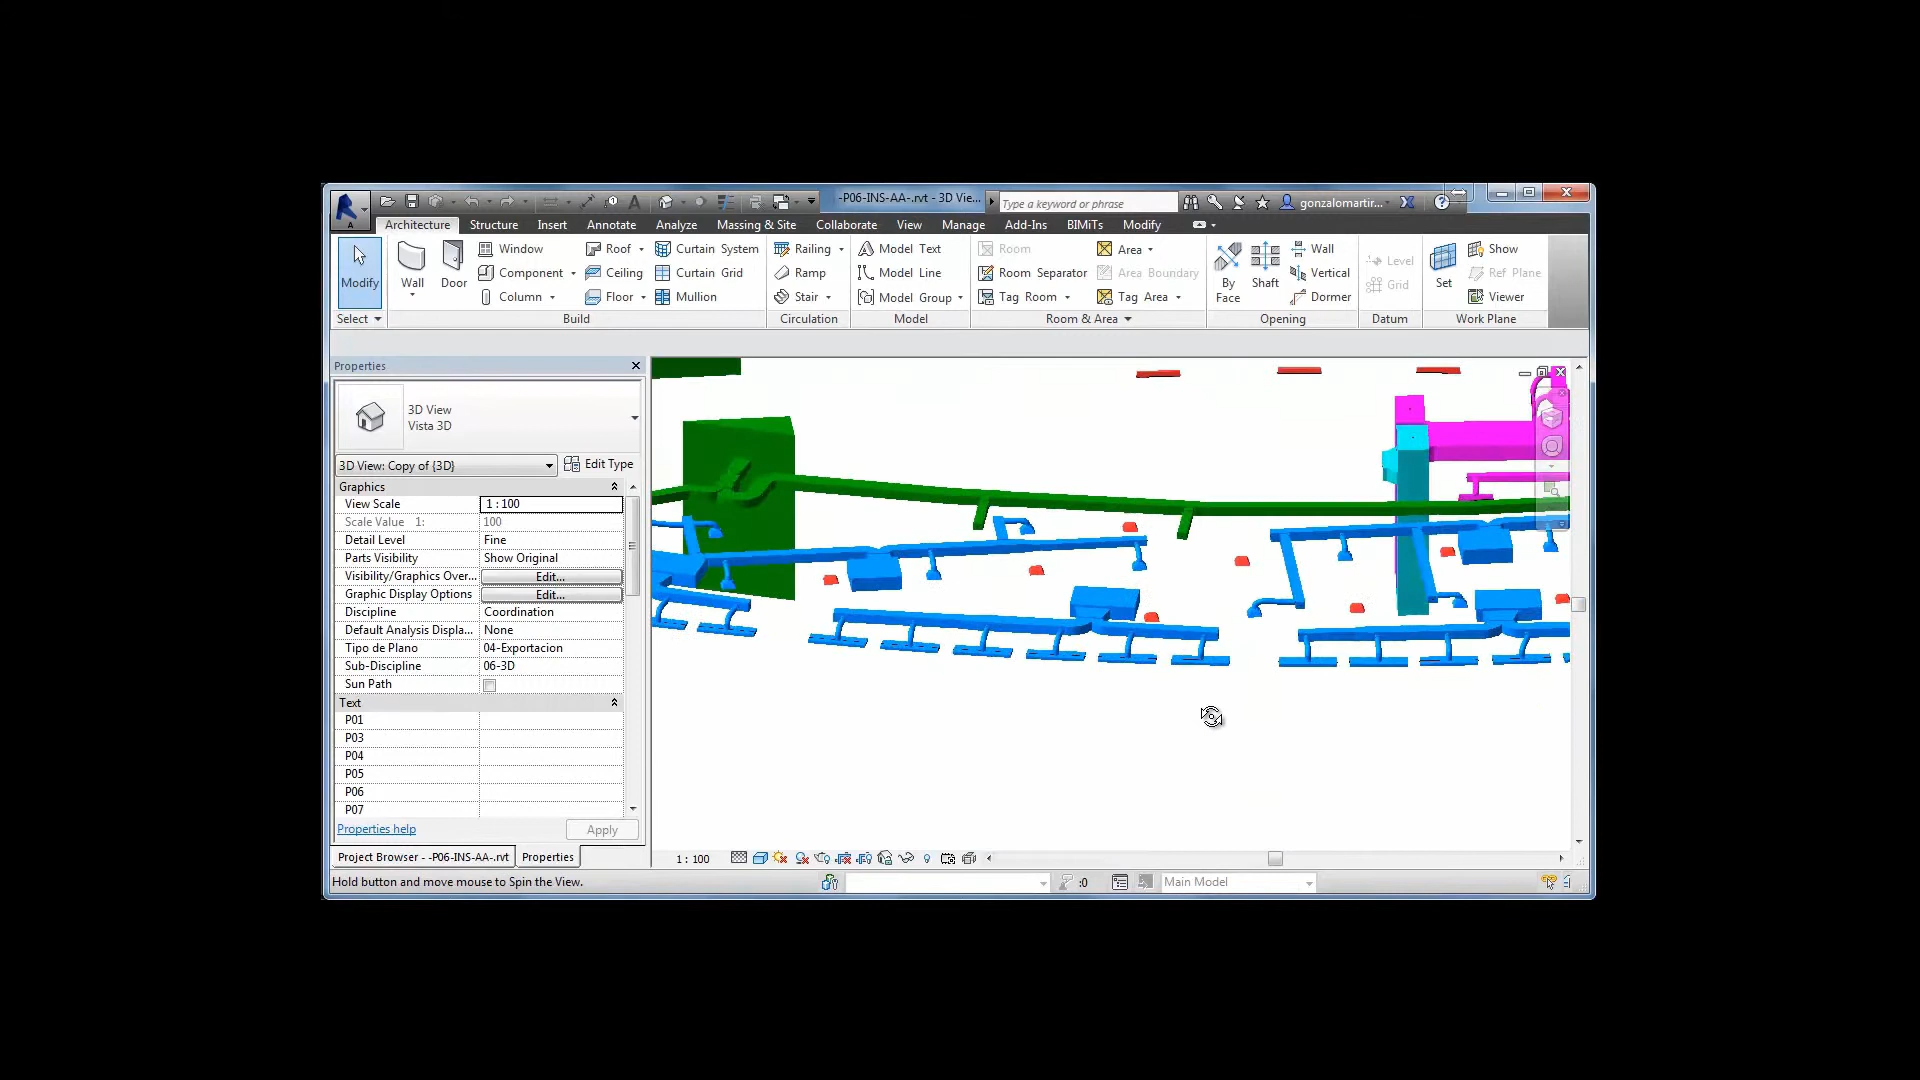 -P06-INS-AA-.rvt - 3D Vie...
Type a keyword or phrase
gonzalomartir...
Architecture Structure Insert Annotate Analyze Massing & Site Collaborate View Manage Add-Ins BIMiTs Modify
Modify
Wall
Door
Window
Component
Column
Roof
Ceiling
Floor
Curtain System
Curtain Grid
Mullion
Railing
Ramp
Stair
Model Text
Model Line
Model Group
Room
Room Separator
Tag Room
Area
Area Boundary
Tag Area
By
Face
Shaft
Wall
Vertical
Dormer
Level
Grid
Set
Show
Ref Plane
Viewer
Select Build Circulation Model Room & Area Opening Datum Work Plane
Properties
3D View
Vista 3D
3D View: Copy of {3D} Edit Type
Graphics
View Scale 1 : 100
Scale Value 1: 100
Detail Level Fine
Parts Visibility Show Original
Visibility/Graphics Over... Edit...
Graphic Display Options Edit...
Discipline Coordination
Default Analysis Displa... None
Tipo de Plano 04-Exportacion
Sub-Discipline 06-3D
Sun Path
Text
P01
P03
P04
P05
P06
P07
Properties help Apply
Project Browser - -P06-INS-AA-.rvt Properties
1 : 100
Hold button and move mouse to Spin the View.
:0
Main Model